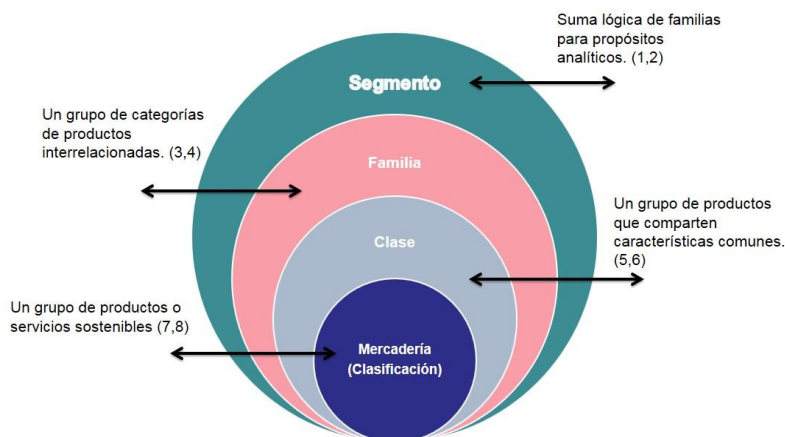 Suma lógica de familias
para propósitos
analíticos. (1,2)
Segmento
Un grupo de categorías
de productos
interrelacionadas. (3,4)
Familia
Un grupo de productos
que comparten
características comunes.
(5,6)
Clase
Un grupo de productos o
servicios sostenibles (7,8)
Mercadería
(Clasificación)